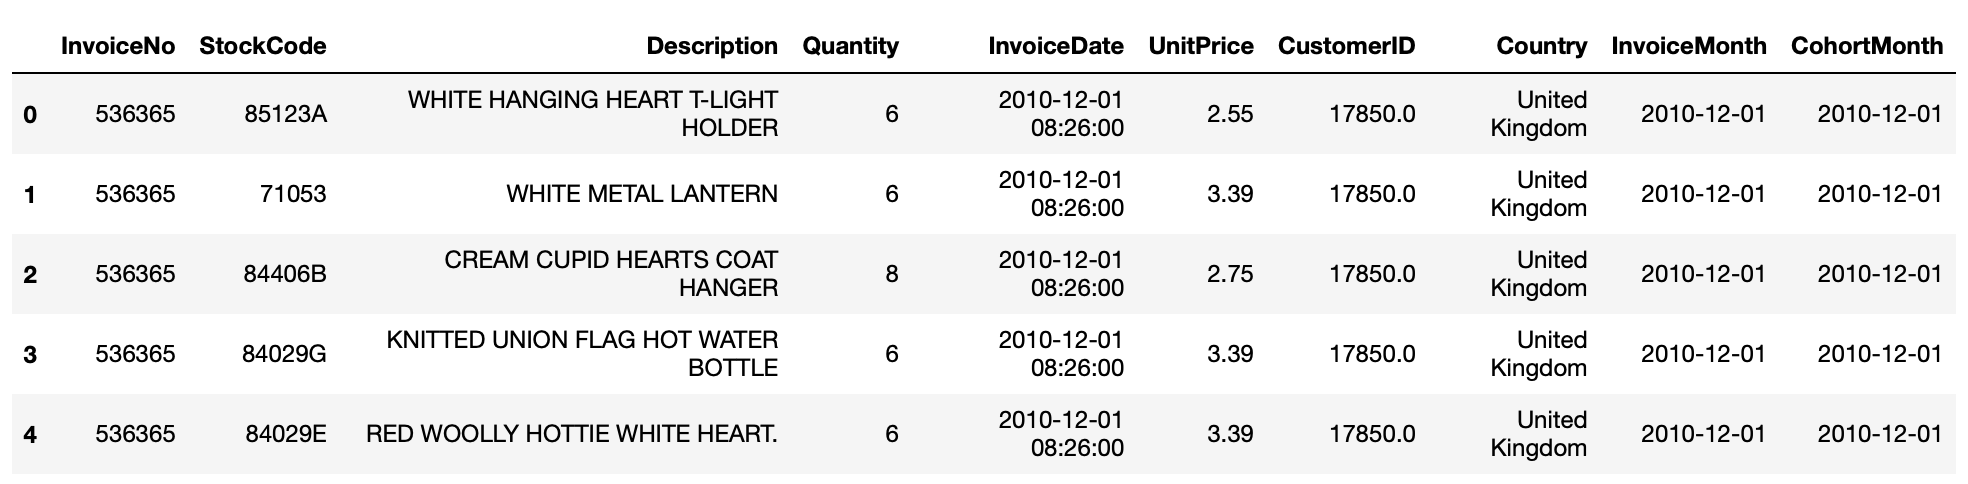 InvoiceNo StockCode Description Quantity InvoiceDate UnitPrice CustomerID Country InvoiceMonth CohortMonth
0 536365 85123A WHITE HANGING HEART T-LIGHT HOLDER 6 2010-12-01 08:26:00 2.55 17850.0 United Kingdom 2010-12-01 2010-12-01
1 536365 71053 WHITE METAL LANTERN 6 2010-12-01 08:26:00 3.39 17850.0 United Kingdom 2010-12-01 2010-12-01
2 536365 84406B CREAM CUPID HEARTS COAT HANGER 8 2010-12-01 08:26:00 2.75 17850.0 United Kingdom 2010-12-01 2010-12-01
3 536365 84029G KNITTED UNION FLAG HOT WATER BOTTLE 6 2010-12-01 08:26:00 3.39 17850.0 United Kingdom 2010-12-01 2010-12-01
4 536365 84029E RED WOOLLY HOTTIE WHITE HEART. 6 2010-12-01 08:26:00 3.39 17850.0 United Kingdom 2010-12-01 2010-12-01